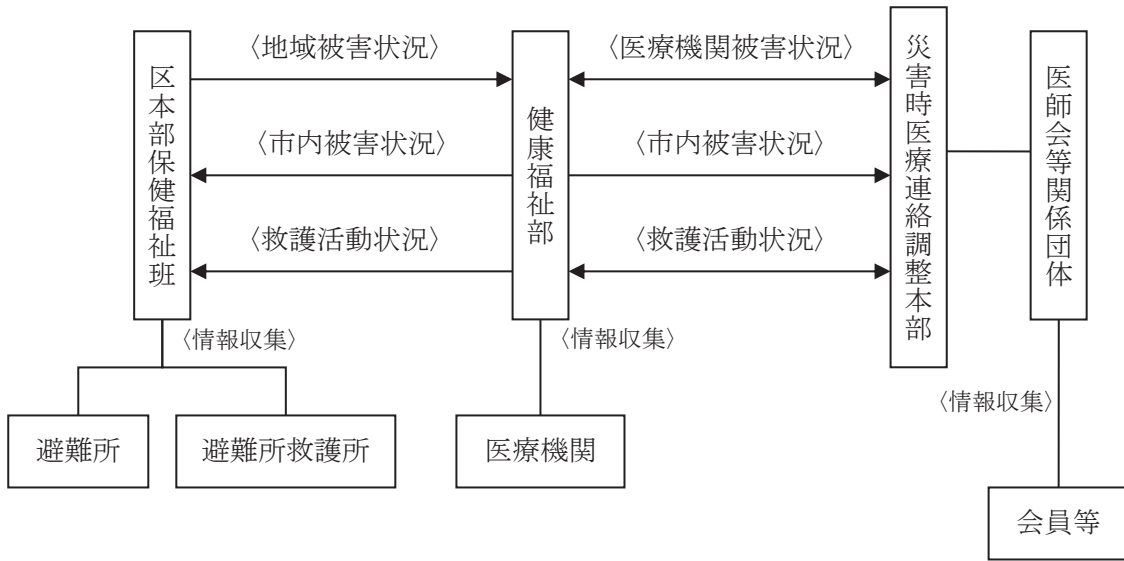 〈地域被害状況〉
〈医療機関被害状況〉
区本部保健福祉班
健康福祉部
災害時医療連絡調整本部
医師会等関係団体
〈市内被害状況〉
〈市内被害状況〉
〈救護活動状況〉
〈救護活動状況〉
〈情報収集〉
〈情報収集〉
〈情報収集〉
避難所
避難所救護所
医療機関
会員等